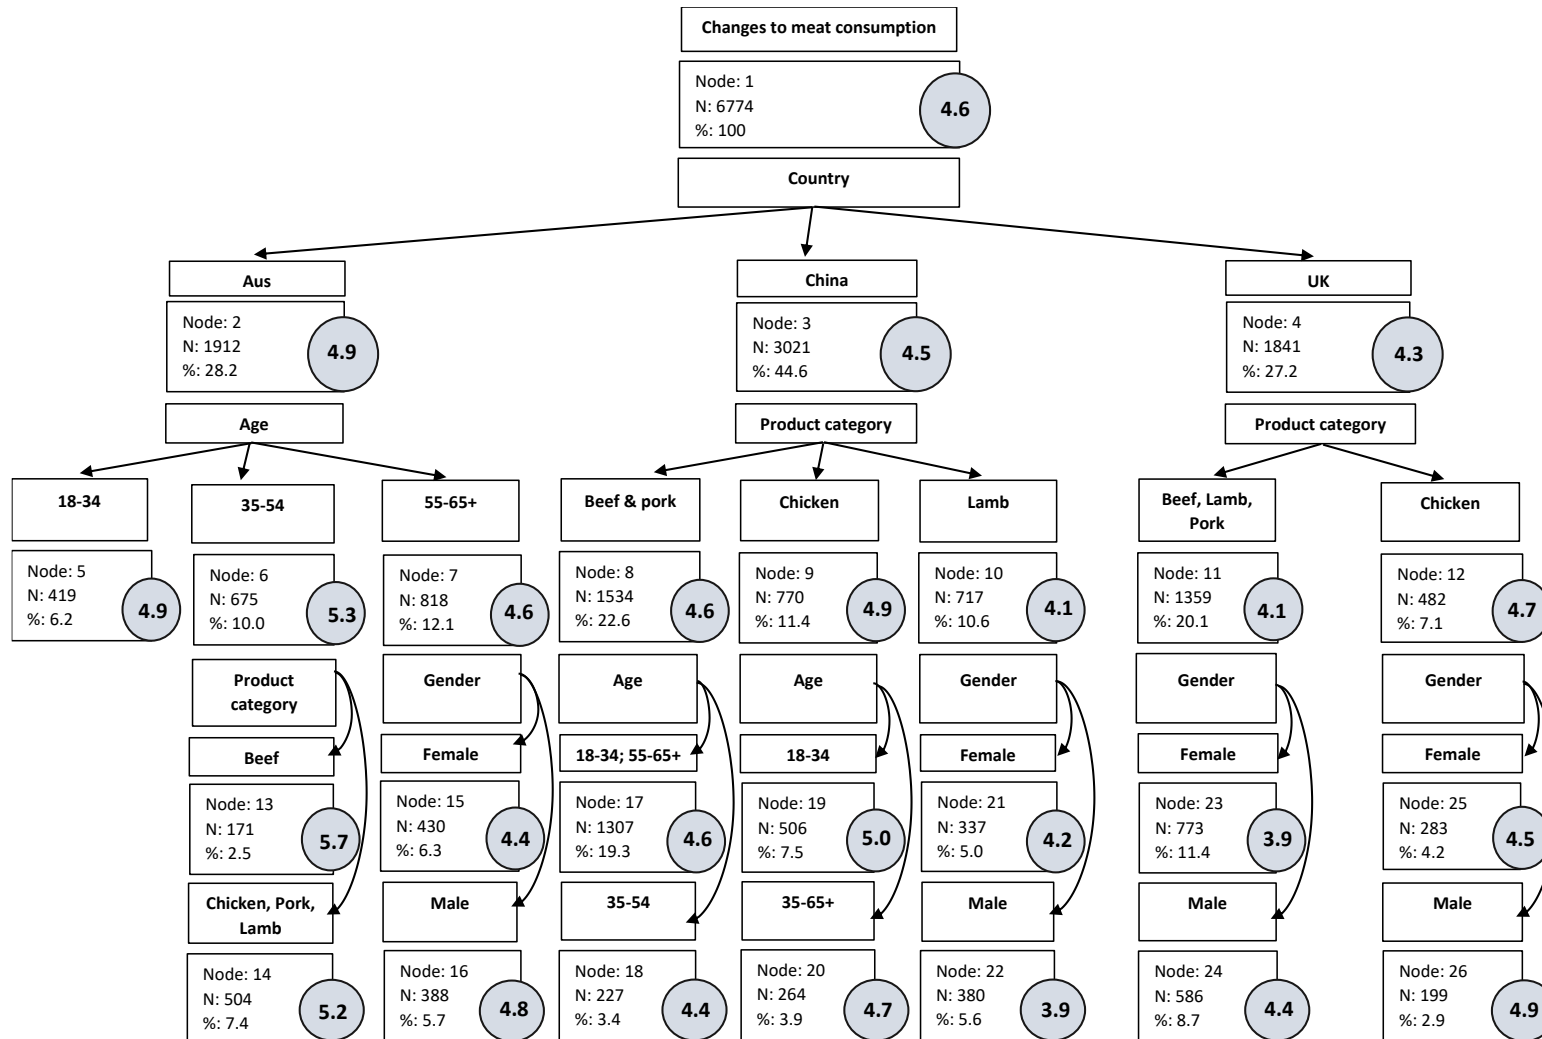 Changes to meat consumption
Node: 1
N: 6774
%: 100
4.6
Country
Aus
China
UK
Node: 2
N: 1912
%: 28.2
4.9
Node: 3
N: 3021
%: 44.6
4.5
Node: 4
N: 1841
%: 27.2
4.3
Age
Product category
Product category
18-34
35-54
55-65+
Beef & pork
Chicken
Lamb
Beef, Lamb,
Pork
Chicken
Node: 5
N: 419
%: 6.2
4.9
Node: 6
N: 675
%: 10.0
5.3
Node: 7
N: 818
%: 12.1
4.6
Node: 8
N: 1534
%: 22.6
4.6
Node: 9
N: 770
%: 11.4
4.9
Node: 10
N: 717
%: 10.6
4.1
Node: 11
N: 1359
%: 20.1
4.1
Node: 12
N: 482
%: 7.1
4.7
Product
category
Gender
Age
Age
Gender
Gender
Gender
Beef
Female
18-34; 55-65+
18-34
Female
Female
Female
Node: 13
N: 171
%: 2.5
5.7
Node: 15
N: 430
%: 6.3
4.4
Node: 17
N: 1307
%: 19.3
4.6
Node: 19
N: 506
%: 7.5
5.0
Node: 21
N: 337
%: 5.0
4.2
Node: 23
N: 773
%: 11.4
3.9
Node: 25
N: 283
%: 4.2
4.5
Chicken, Pork,
Lamb
Male
35-54
35-65+
Male
Male
Male
Node: 14
N: 504
%: 7.4
5.2
Node: 16
N: 388
%: 5.7
4.8
Node: 18
N: 227
%: 3.4
4.4
Node: 20
N: 264
%: 3.9
4.7
Node: 22
N: 380
%: 5.6
3.9
Node: 24
N: 586
%: 8.7
4.4
Node: 26
N: 199
%: 2.9
4.9